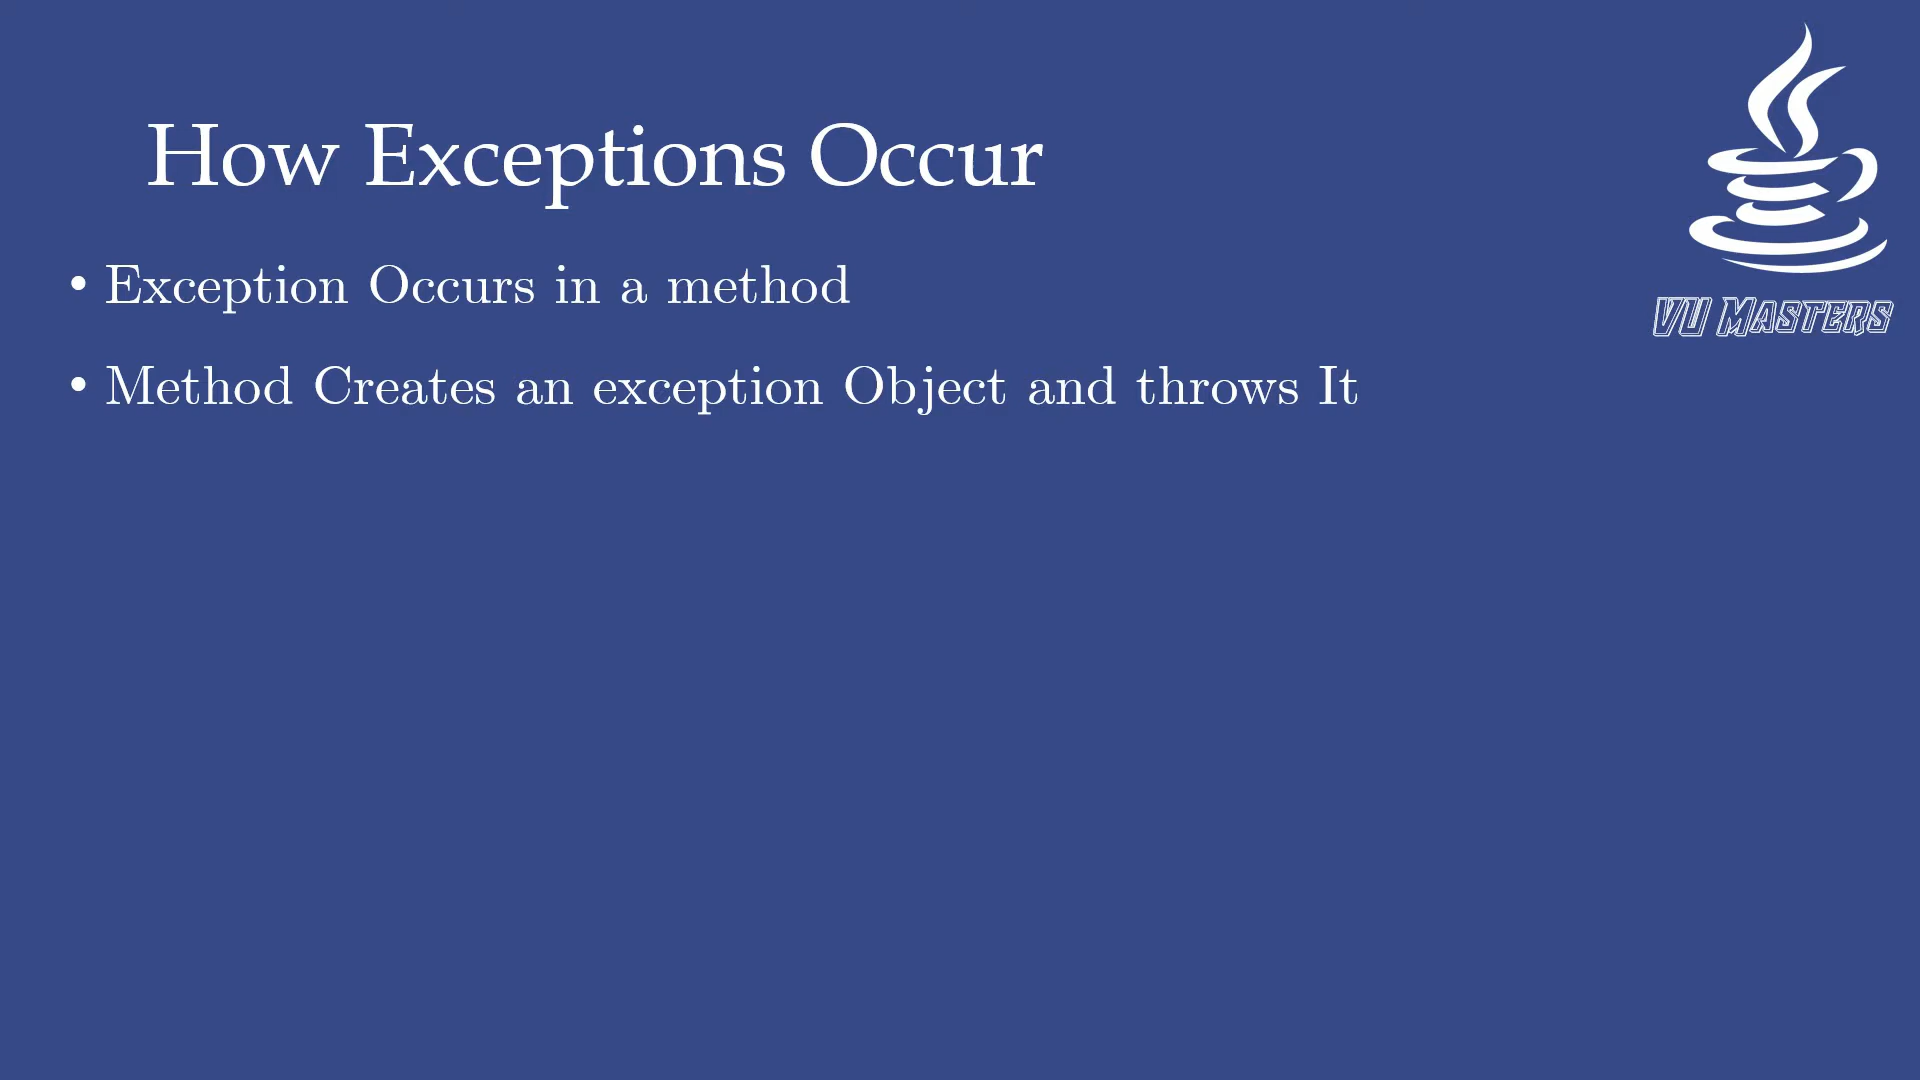 How Exceptions Occur
• Exception Occurs in a method
• Method Creates an exception Object and throws It
VU Masters